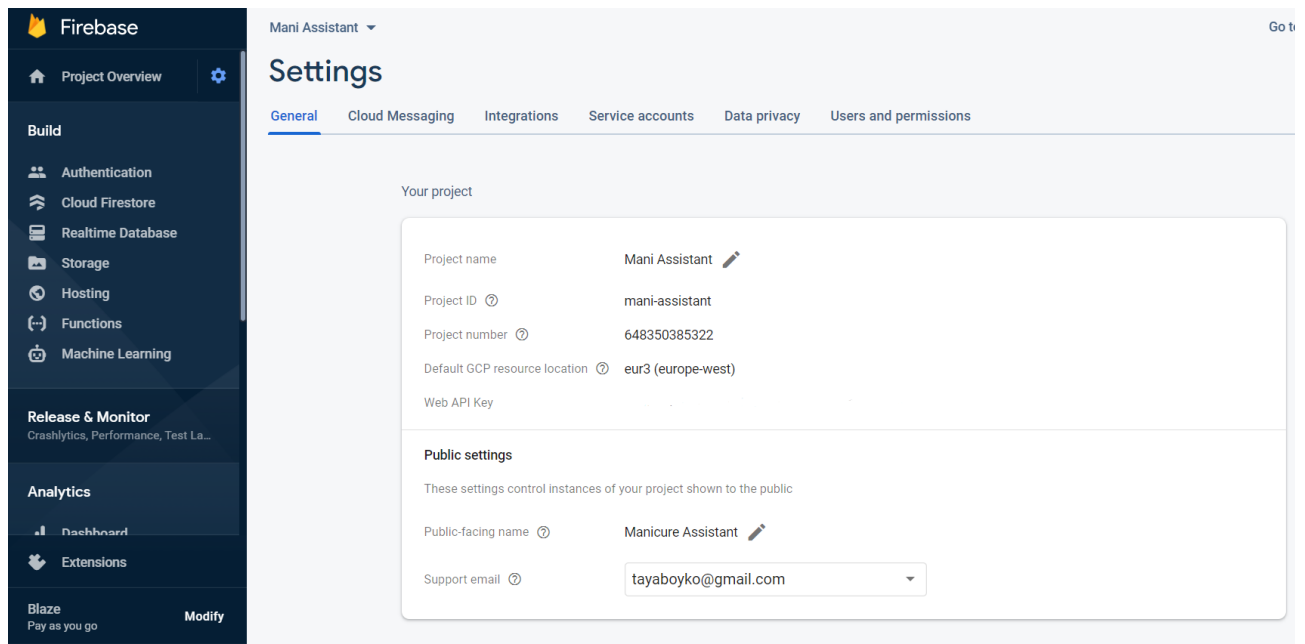 Firebase
Project Overview
Build
Authentication
Cloud Firestore
Realtime Database
Storage
Hosting
Functions
Machine Learning
Release & Monitor
Crashlytics, Performance, Test La...
Analytics
Dashboard
Extensions
Blaze
Pay as you go
Modify
Mani Assistant
Go to
Settings
General Cloud Messaging Integrations Service accounts Data privacy Users and permissions
Your project
Project name Mani Assistant
Project ID mani-assistant
Project number 648350385322
Default GCP resource location eur3 (europe-west)
Web API Key
Public settings
These settings control instances of your project shown to the public
Public-facing name Manicure Assistant
Support email tayaboyko@gmail.com